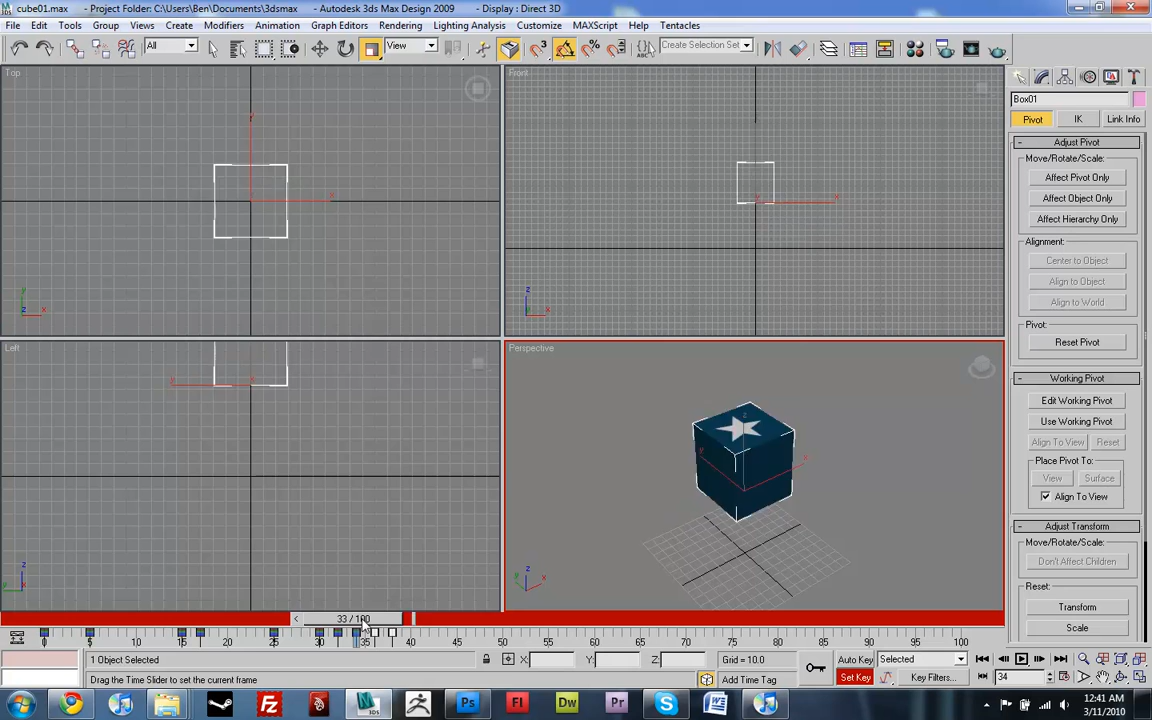 cube01.max - Project Folder: C:\Users\Ben\Documents\3dsmax - Autodesk 3ds Max Design 2009 - Display : Direct 3D
File Edit Tools Group Views Create Modifiers Animation Graph Editors Rendering Lighting Analysis Customize MAXScript Help Tentacles
All View Create Selection Set
Top
Front
Left
Perspective
Box01
Pivot IK Link Info
Adjust Pivot
Move/Rotate/Scale:
Affect Pivot Only
Affect Object Only
Affect Hierarchy Only
Alignment:
Center to Object
Align to Object
Align to World
Pivot:
Reset Pivot
Working Pivot
Edit Working Pivot
Use Working Pivot
Align To View Reset
Place Pivot To:
View Surface
Align To View
Adjust Transform
Move/Rotate/Scale:
Don't Affect Children
Reset:
Transform
Scale
33 / 100
0 5 10 15 20 25 30 35 40 45 50 55 60 65 70 75 80 85 90 95 100
1 Object Selected X: Y: Z: Grid = 10.0 Auto Key Selected
Drag the Time Slider to set the current frame Add Time Tag Set Key Key Filters... 34
12:41 AM
3/11/2010